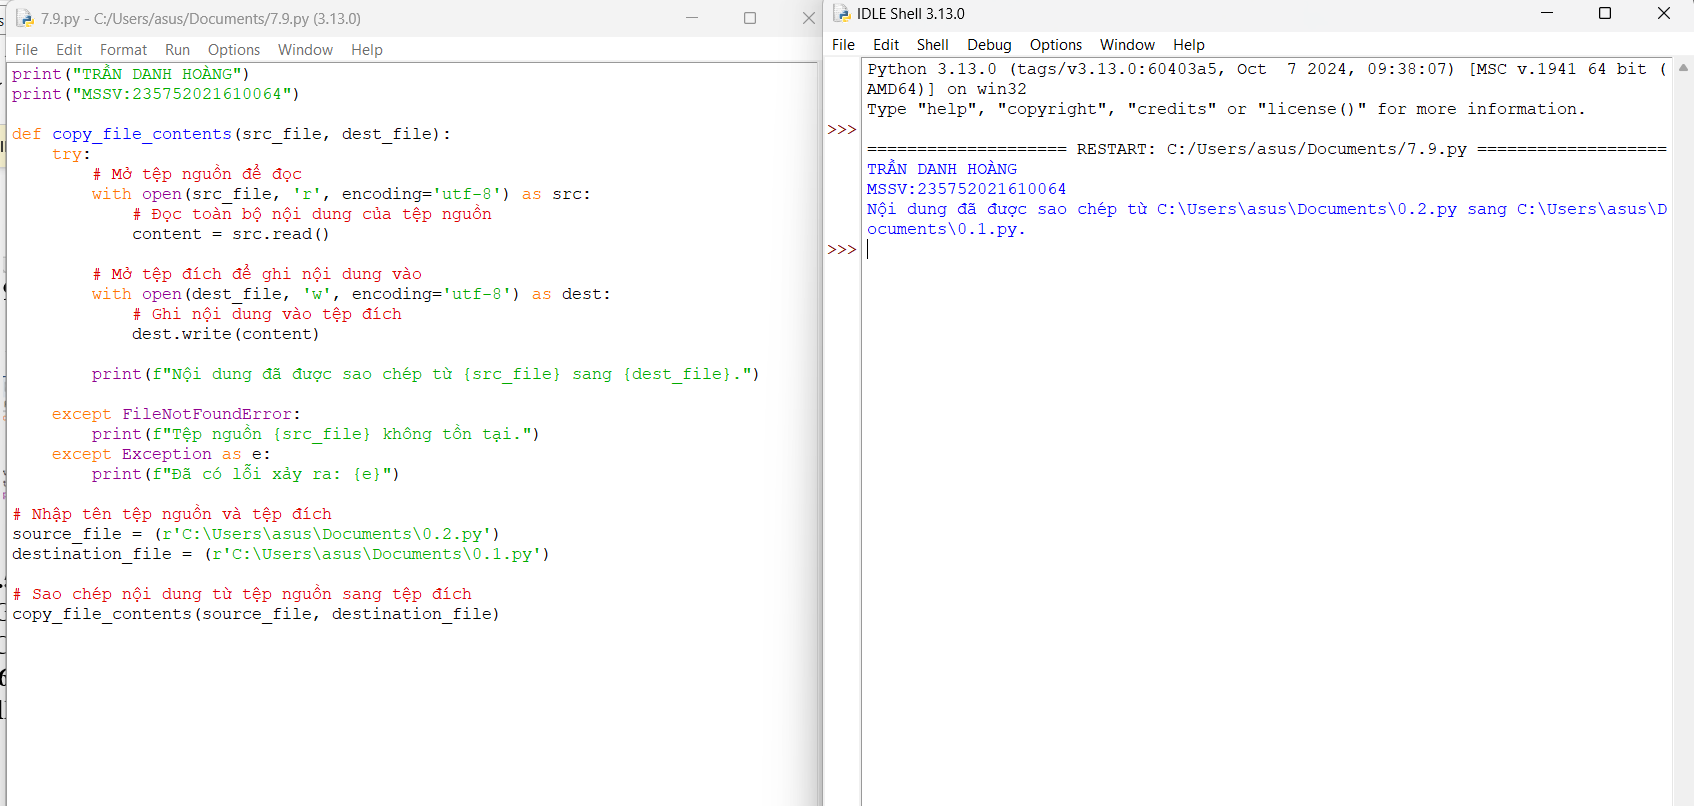 7.9.py - C:/Users/asus/Documents/7.9.py (3.13.0)
File Edit Format Run Options Window Help
print("TRẦN DANH HOÀNG")
print("MSSV:235752021610064")
def copy_file_contents(src_file, dest_file):
    try:
        # Mở tệp nguồn để đọc
        with open(src_file, 'r', encoding='utf-8') as src:
            # Đọc toàn bộ nội dung của tệp nguồn
            content = src.read()
        # Mở tệp đích để ghi nội dung vào
        with open(dest_file, 'w', encoding='utf-8') as dest:
            # Ghi nội dung vào tệp đích
            dest.write(content)
        print(f"Nội dung đã được sao chép từ {src_file} sang {dest_file}.")
    except FileNotFoundError:
        print(f"Tệp nguồn {src_file} không tồn tại.")
    except Exception as e:
        print(f"Đã có lỗi xảy ra: {e}")
# Nhập tên tệp nguồn và tệp đích
source_file = (r'C:\Users\asus\Documents\0.2.py')
destination_file = (r'C:\Users\asus\Documents\0.1.py')
# Sao chép nội dung từ tệp nguồn sang tệp đích
copy_file_contents(source_file, destination_file)
IDLE Shell 3.13.0
File Edit Shell Debug Options Window Help
Python 3.13.0 (tags/v3.13.0:60403a5, Oct  7 2024, 09:38:07) [MSC v.1941 64 bit (
AMD64)] on win32
Type "help", "copyright", "credits" or "license()" for more information.
>>>
==================== RESTART: C:/Users/asus/Documents/7.9.py ===================
TRẦN DANH HOÀNG
MSSV:235752021610064
Nội dung đã được sao chép từ C:\Users\asus\Documents\0.2.py sang C:\Users\asus\D
ocuments\0.1.py.
>>>